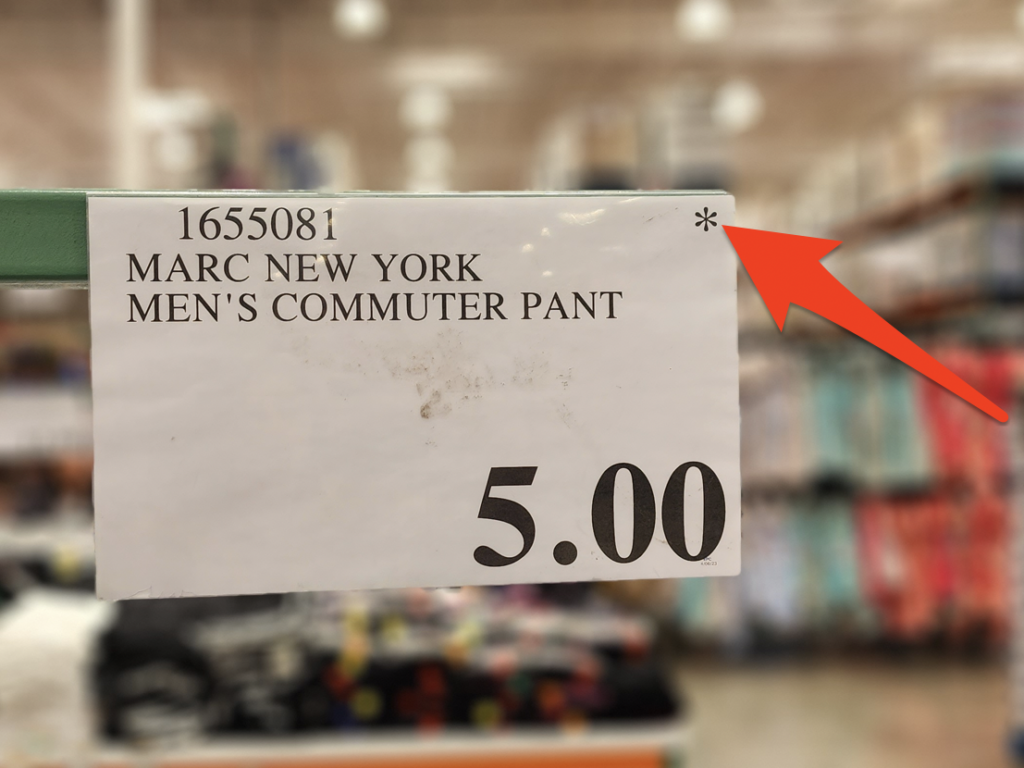 1655081 *
MARC NEW YORK
MEN'S COMMUTER PANT
5.00